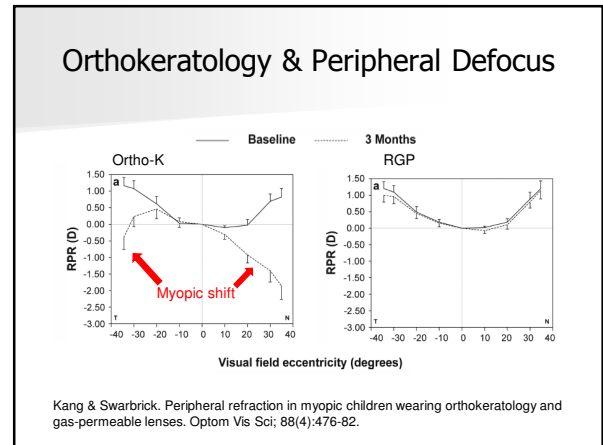 Orthokeratology & Peripheral Defocus
Baseline
3 Months
Ortho-K
RGP
a
1.50
1.00
0.50
0.00
-0.50
-1.00
-1.50
-2.00
-2.50
-3.00
RPR (D)
Myopic shift
T
N
-40 -30 -20 -10 0 10 20 30 40
a
1.50
1.00
0.50
0.00
-0.50
-1.00
-1.50
-2.00
-2.50
-3.00
RPR (D)
T
N
-40 -30 -20 -10 0 10 20 30 40
Visual field eccentricity (degrees)
Kang & Swarbrick. Peripheral refraction in myopic children wearing orthokeratology and
gas-permeable lenses. Optom Vis Sci; 88(4):476-82.